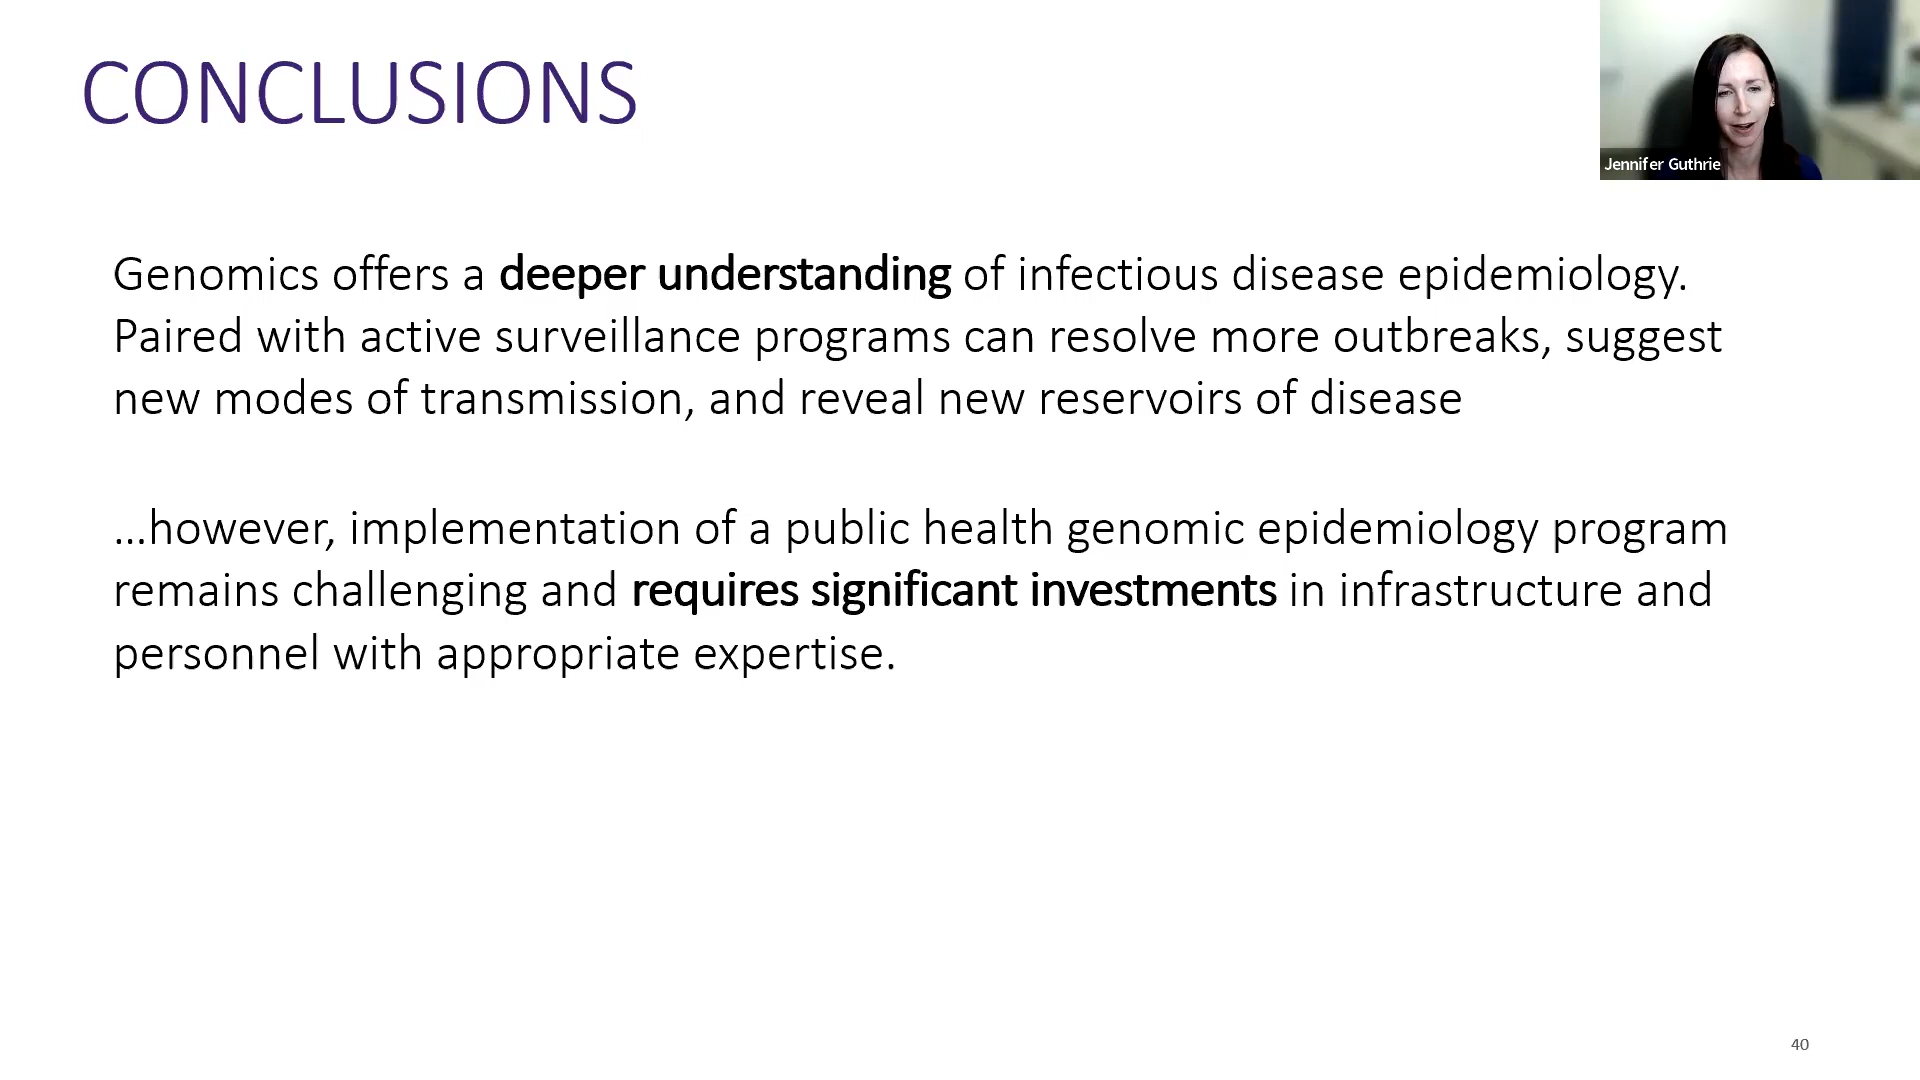 CONCLUSIONS
Jennifer Guthrie
Genomics offers a deeper understanding of infectious disease epidemiology.
Paired with active surveillance programs can resolve more outbreaks, suggest
new modes of transmission, and reveal new reservoirs of disease
...however, implementation of a public health genomic epidemiology program
remains challenging and requires significant investments in infrastructure and
personnel with appropriate expertise.
40